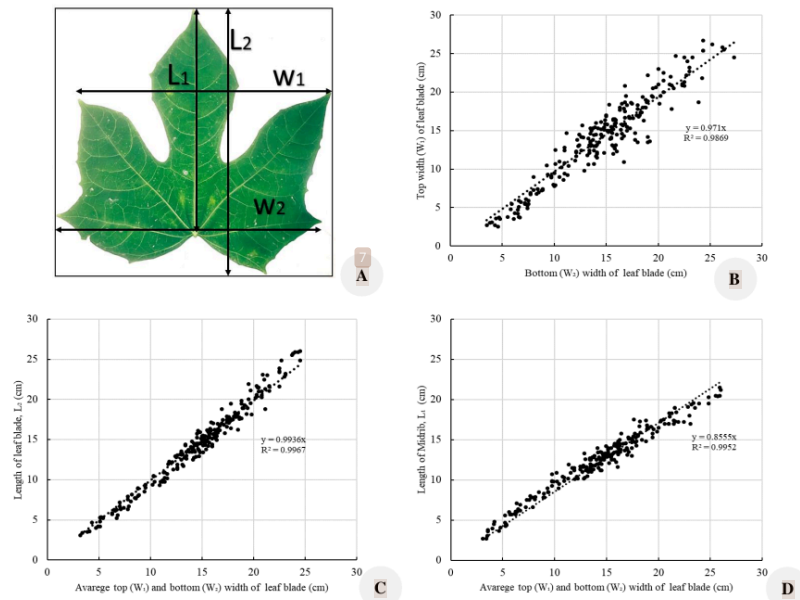 L₂
L₁
W₁
W₂
7
A
30
25
20
15
10
5
0
0
5
10
15
20
25
30
Top width (W₁) of leaf blade (cm)
y = 0.971x
R² = 0.9869
Bottom (W₂) width of leaf blade (cm)
B
30
25
20
15
10
5
0
0
5
10
15
20
25
30
Length of leaf blade, L₂ (cm)
y = 0.9936x
R² = 0.9967
Avarege top (W₁) and bottom (W₂) width of leaf blade (cm)
C
30
25
20
15
10
5
0
0
5
10
15
20
25
30
Length of Midrib, L₁ (cm)
y = 0.8555x
R² = 0.9952
Avarege top (W₁) and bottom (W₂) width of leaf blade (cm)
D